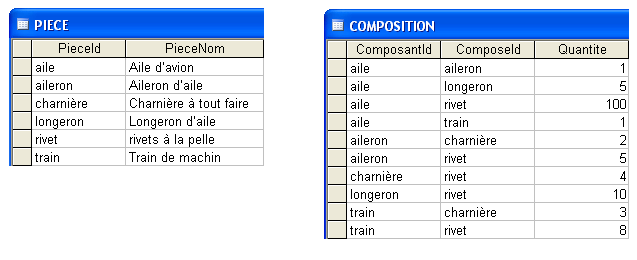 PIECE
PieceId PieceNom
aile Aile d'avion
aileron Aileron d'aile
charnière Charnière à tout faire
longeron Longeron d'aile
rivet rivets à la pelle
train Train de machin
COMPOSITION
ComposantId ComposeId Quantite
aile aileron 1
aile longeron 5
aile rivet 100
aile train 1
aileron charnière 2
aileron rivet 5
charnière rivet 4
longeron rivet 10
train charnière 3
train rivet 8